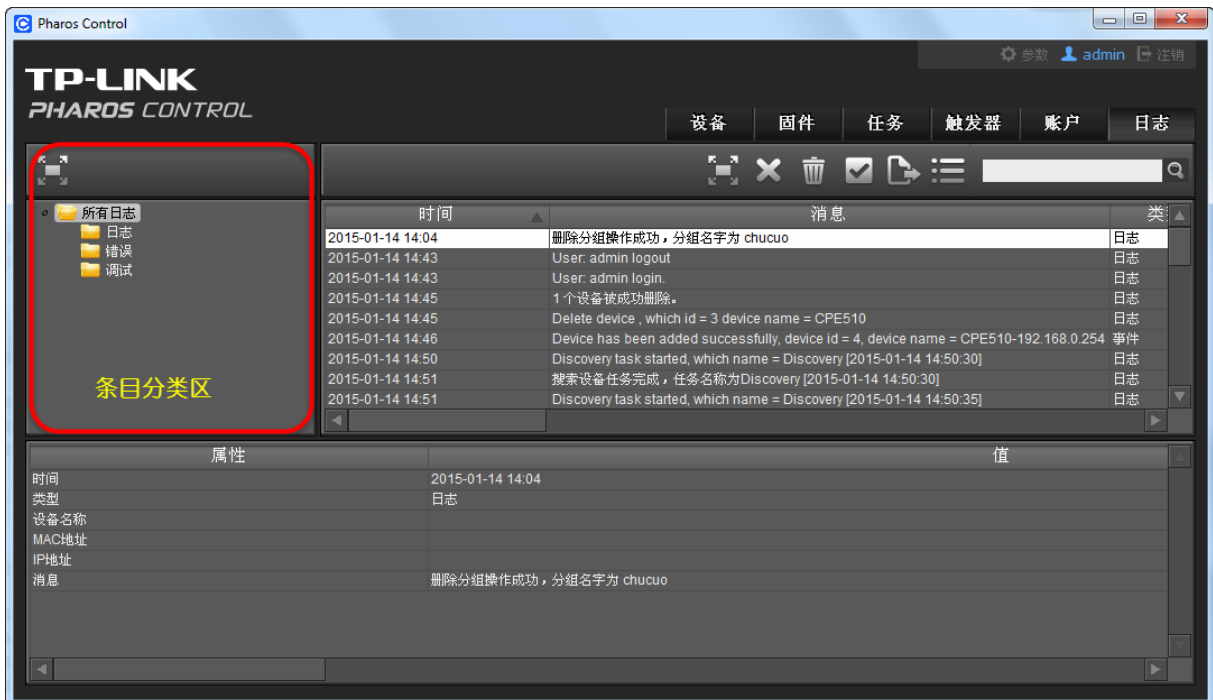 Pharos Control
参数 admin 注销
TP-LINK
PHAROS CONTROL
设备 固件 任务 触发器 账户 日志
所有日志
日志
错误
调试
条目分类区
时间 消息 类
2015-01-14 14:04 删除分组操作成功，分组名字为 chucuo 日志
2015-01-14 14:43 User: admin logout 日志
2015-01-14 14:43 User: admin login. 日志
2015-01-14 14:45 1个设备被成功删除。 日志
2015-01-14 14:45 Delete device , which id = 3 device name = CPE510 日志
2015-01-14 14:46 Device has been added successfully, device id = 4, device name = CPE510-192.168.0.254 事件
2015-01-14 14:50 Discovery task started, which name = Discovery [2015-01-14 14:50:30] 日志
2015-01-14 14:51 搜索设备任务完成，任务名称为Discovery [2015-01-14 14:50:30] 日志
2015-01-14 14:51 Discovery task started, which name = Discovery [2015-01-14 14:50:35] 日志
属性 值
时间 2015-01-14 14:04
类型 日志
设备名称
MAC地址
IP地址
消息 删除分组操作成功，分组名字为 chucuo